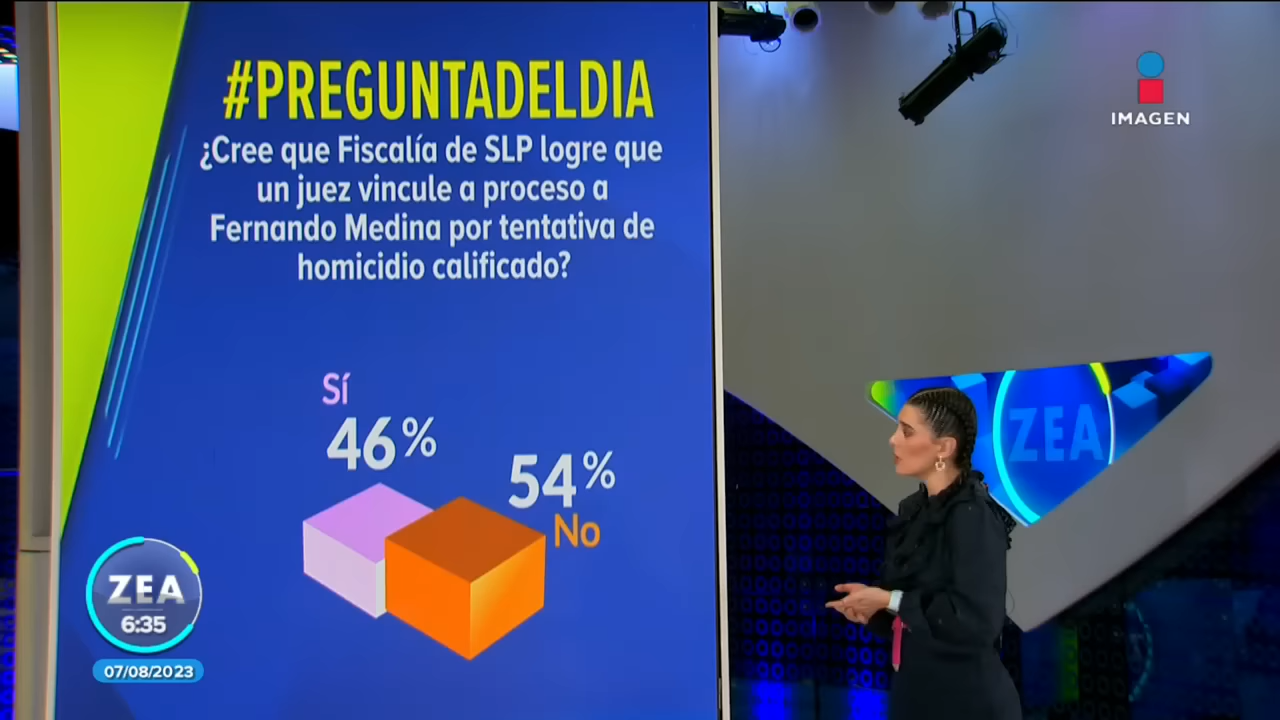 #PREGUNTADELDIA
¿Cree que Fiscalía de SLP logre que
un juez vincule a proceso a
Fernando Medina por tentativa de
homicidio calificado?
Sí
46%
54%
No
ZEA
6:35
07/08/2023
IMAGEN
ZEA